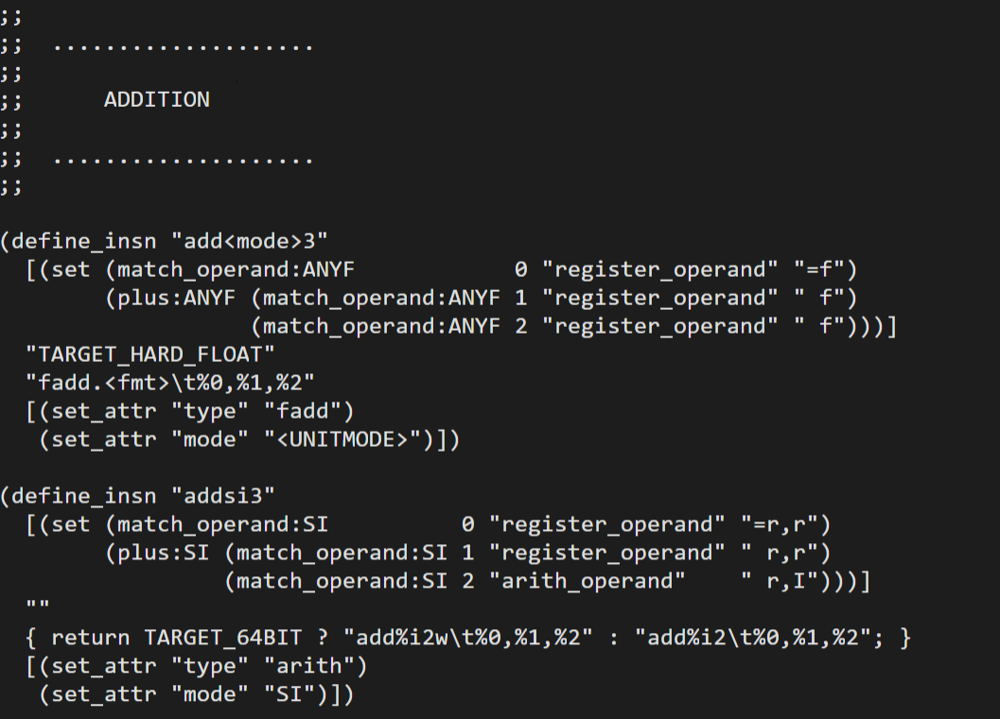 ;;
;;  ....................
;;
;;      ADDITION
;;
;;  ....................
;;

(define_insn "add<mode>3"
  [(set (match_operand:ANYF            0 "register_operand" "=f")
        (plus:ANYF (match_operand:ANYF 1 "register_operand" " f")
                   (match_operand:ANYF 2 "register_operand" " f")))]
  "TARGET_HARD_FLOAT"
  "fadd.<fmt>\t%0,%1,%2"
  [(set_attr "type" "fadd")
   (set_attr "mode" "<UNITMODE>")])

(define_insn "addsi3"
  [(set (match_operand:SI          0 "register_operand" "=r,r")
        (plus:SI (match_operand:SI 1 "register_operand" " r,r")
                 (match_operand:SI 2 "arith_operand"    " r,I")))]
  ""
  { return TARGET_64BIT ? "add%i2w\t%0,%1,%2" : "add%i2\t%0,%1,%2"; }
  [(set_attr "type" "arith")
   (set_attr "mode" "SI")])